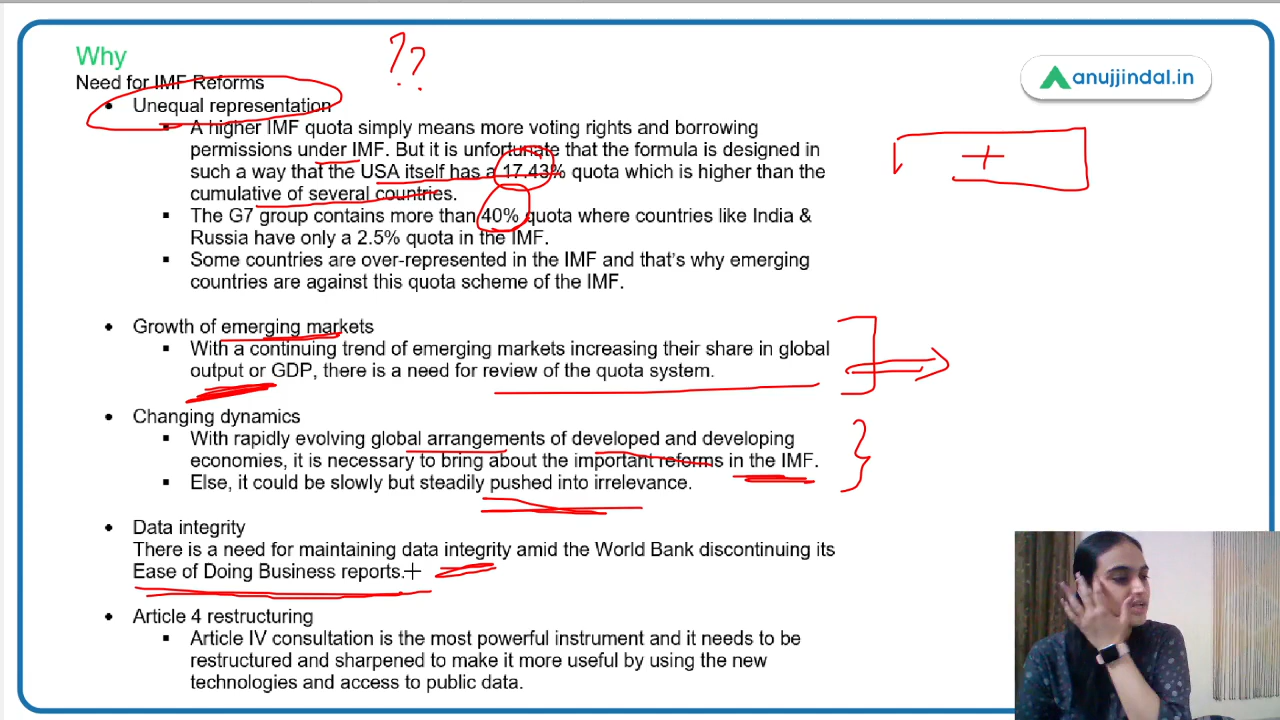 Why
??
Need for IMF Reforms
anujjindal.in
• Unequal representation
▪ A higher IMF quota simply means more voting rights and borrowing
permissions under IMF. But it is unfortunate that the formula is designed in
such a way that the USA itself has a 17.43% quota which is higher than the
cumulative of several countries.
+
▪ The G7 group contains more than 40% quota where countries like India &
Russia have only a 2.5% quota in the IMF.
▪ Some countries are over-represented in the IMF and that's why emerging
countries are against this quota scheme of the IMF.
• Growth of emerging markets
▪ With a continuing trend of emerging markets increasing their share in global
output or GDP, there is a need for review of the quota system.
• Changing dynamics
▪ With rapidly evolving global arrangements of developed and developing
economies, it is necessary to bring about the important reforms in the IMF.
▪ Else, it could be slowly but steadily pushed into irrelevance.
• Data integrity
There is a need for maintaining data integrity amid the World Bank discontinuing its
Ease of Doing Business reports.
• Article 4 restructuring
▪ Article IV consultation is the most powerful instrument and it needs to be
restructured and sharpened to make it more useful by using the new
technologies and access to public data.